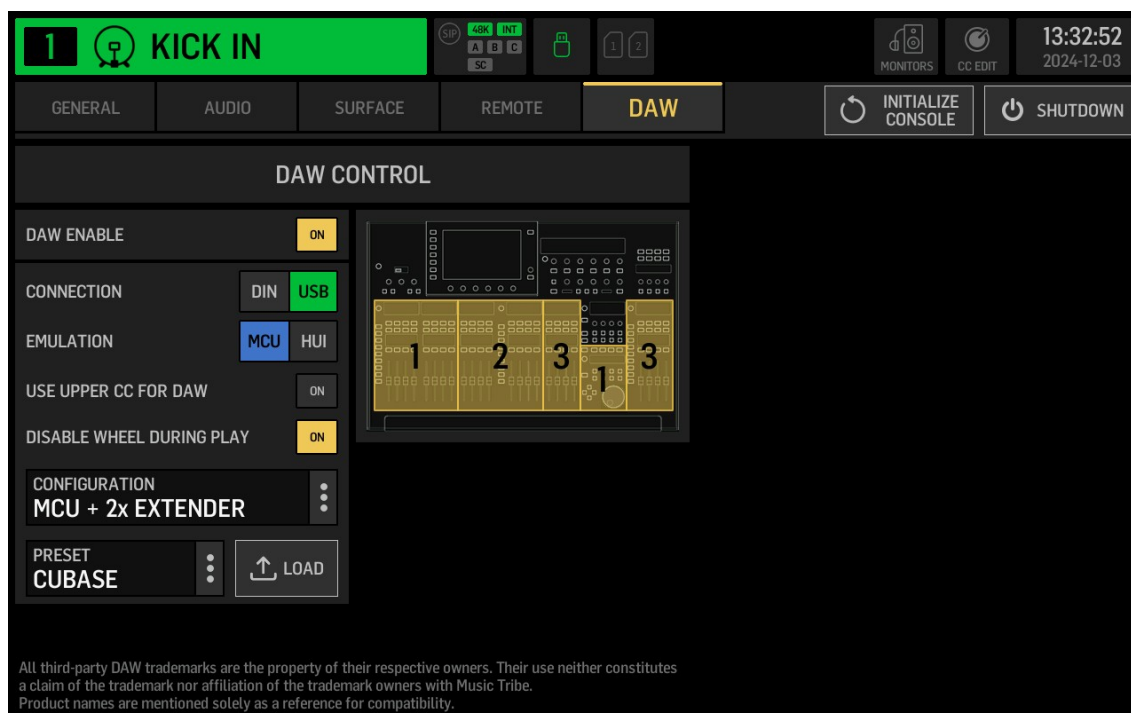 1 KICK IN
SIP
48K INT
A B C
SC
1 2
MONITORS
CC EDIT
13:32:52
2024-12-03
GENERAL
AUDIO
SURFACE
REMOTE
DAW
INITIALIZE
CONSOLE
SHUTDOWN
DAW CONTROL
DAW ENABLE
ON
CONNECTION
DIN
USB
EMULATION
MCU
HUI
USE UPPER CC FOR DAW
ON
DISABLE WHEEL DURING PLAY
ON
CONFIGURATION
MCU + 2x EXTENDER
PRESET
CUBASE
LOAD
1 2 3 1 3
All third-party DAW trademarks are the property of their respective owners. Their use neither constitutes
a claim of the trademark nor affiliation of the trademark owners with Music Tribe.
Product names are mentioned solely as a reference for compatibility.